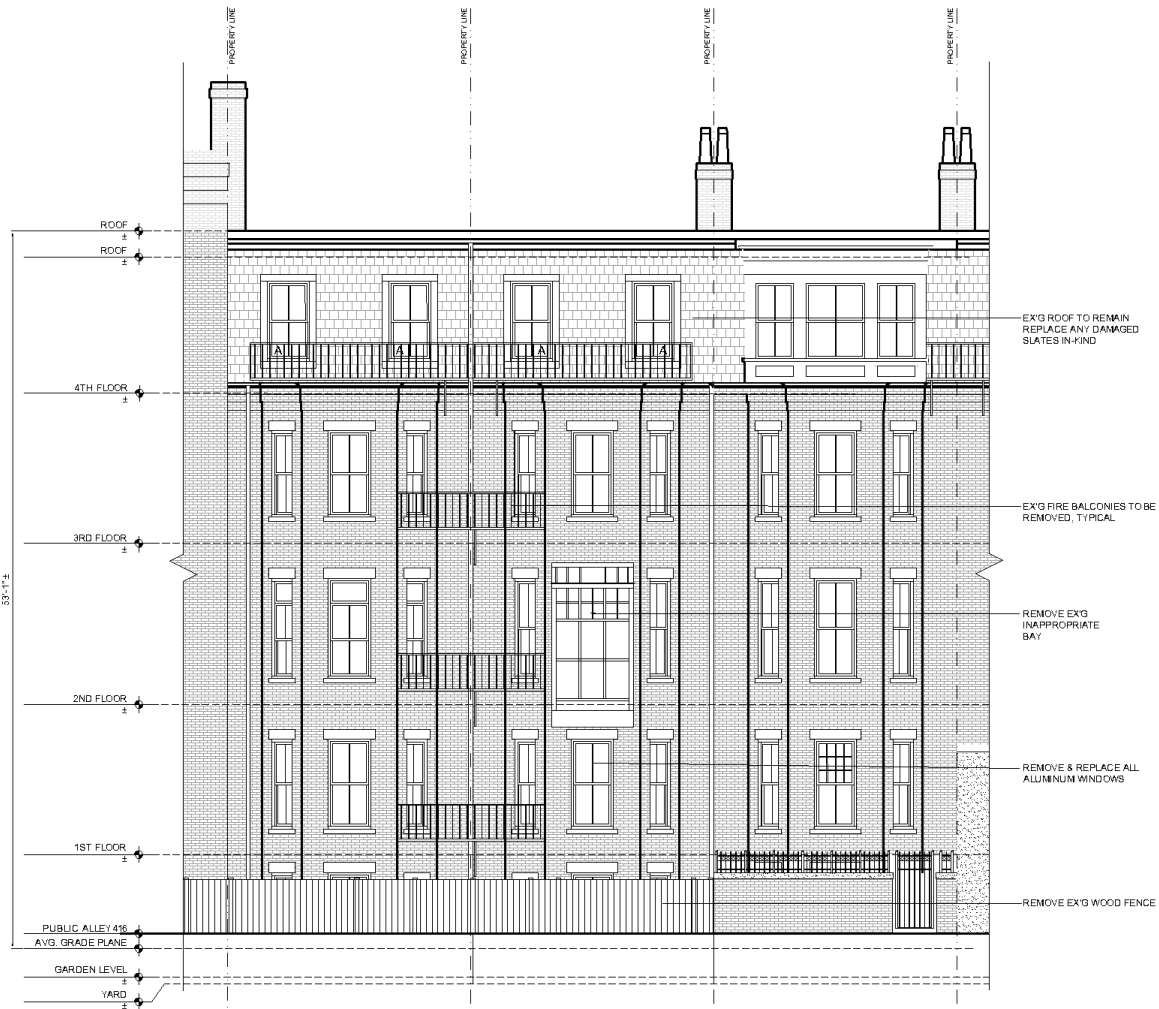 PROPERTY LINE
PROPERTY LINE
PROPERTY LINE
PROPERTY LINE
ROOF
±
ROOF
±
EX'G ROOF TO REMAIN
REPLACE ANY DAMAGED
SLATES IN-KIND
A
A
A
A
4TH FLOOR
±
EX'G FIRE BALCONIES TO BE
REMOVED, TYPICAL
3RD FLOOR
±
53'-1" ±
REMOVE EX'G
INAPPROPRIATE
BAY
2ND FLOOR
±
REMOVE & REPLACE ALL
ALUMINUM WINDOWS
1ST FLOOR
±
REMOVE EX'G WOOD FENCE
PUBLIC ALLEY 416
AVG. GRADE PLANE
GARDEN LEVEL
±
YARD
±